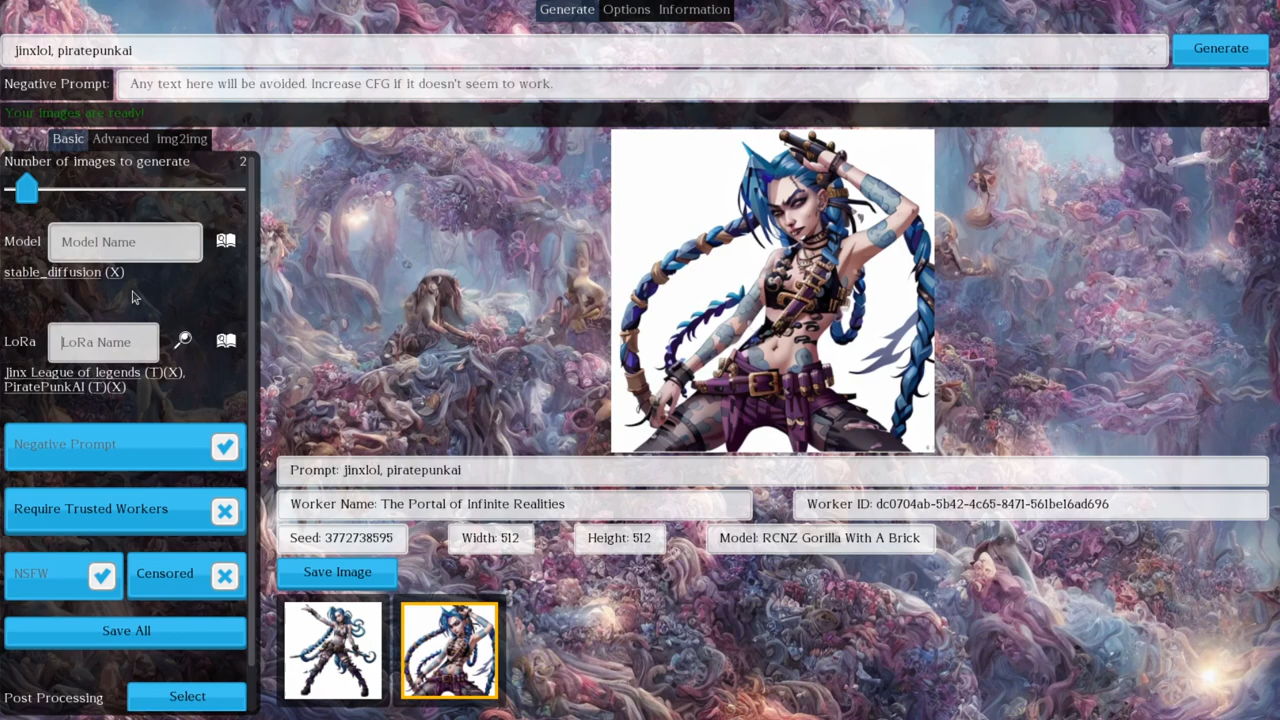 Generate Options Information
jinxlol, piratepunkai
Generate
Negative Prompt: Any text here will be avoided. Increase CFG if it doesn't seem to work.
Your images are ready!
Basic Advanced img2img
Number of images to generate 2
Model Model Name
stable_diffusion (X)
LoRa LoRa Name
Jinx League of legends (T)(X),
PiratePunkAI (T)(X)
Negative Prompt
Require Trusted Workers
NSFW Censored
Save All
Post Processing Select
Prompt: jinxlol, piratepunkai
Worker Name: The Portal of Infinite Realities Worker ID: dc0704ab-5b42-4c65-8471-561be16ad696
Seed: 3772738595 Width: 512 Height: 512 Model: RCNZ Gorilla With A Brick
Save Image